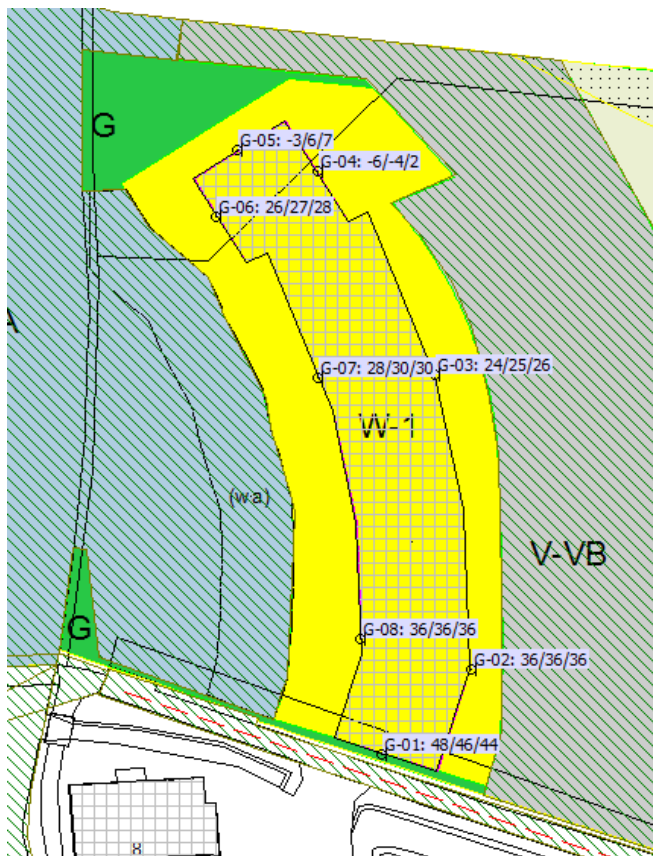 G
G-05: -3/6/7
G-04: -6/-4/2
G-06: 26/27/28
G-07: 28/30/30
G-03: 24/25/26
W-1
(w-a)
V-VB
G
G-08: 36/36/36
G-02: 36/36/36
G-01: 48/46/44